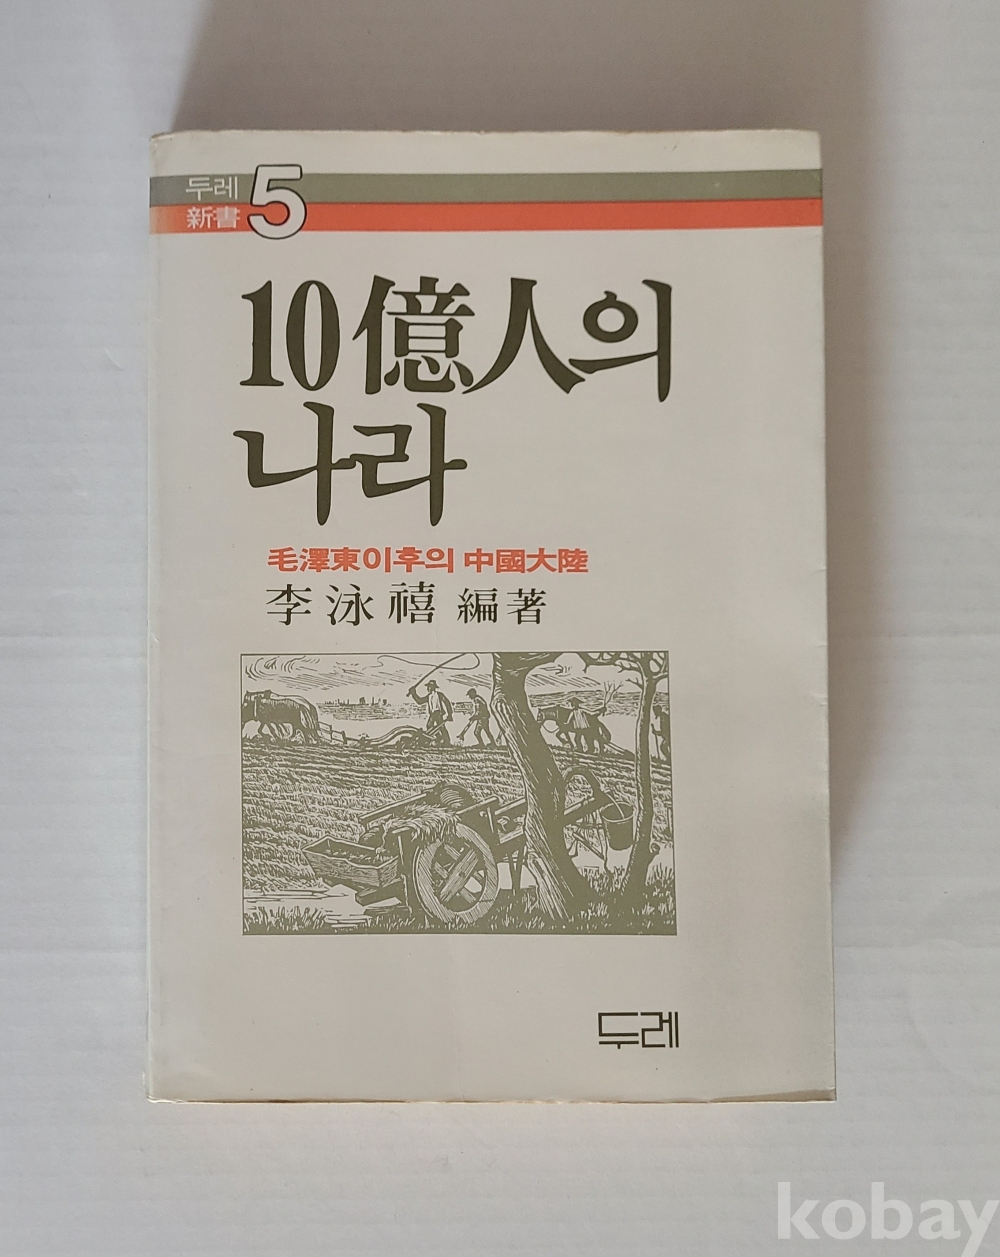 두레
新書
5
10億人의
나라
毛澤東이후의 中國大陸
李泳禧 編著
두레
kobay